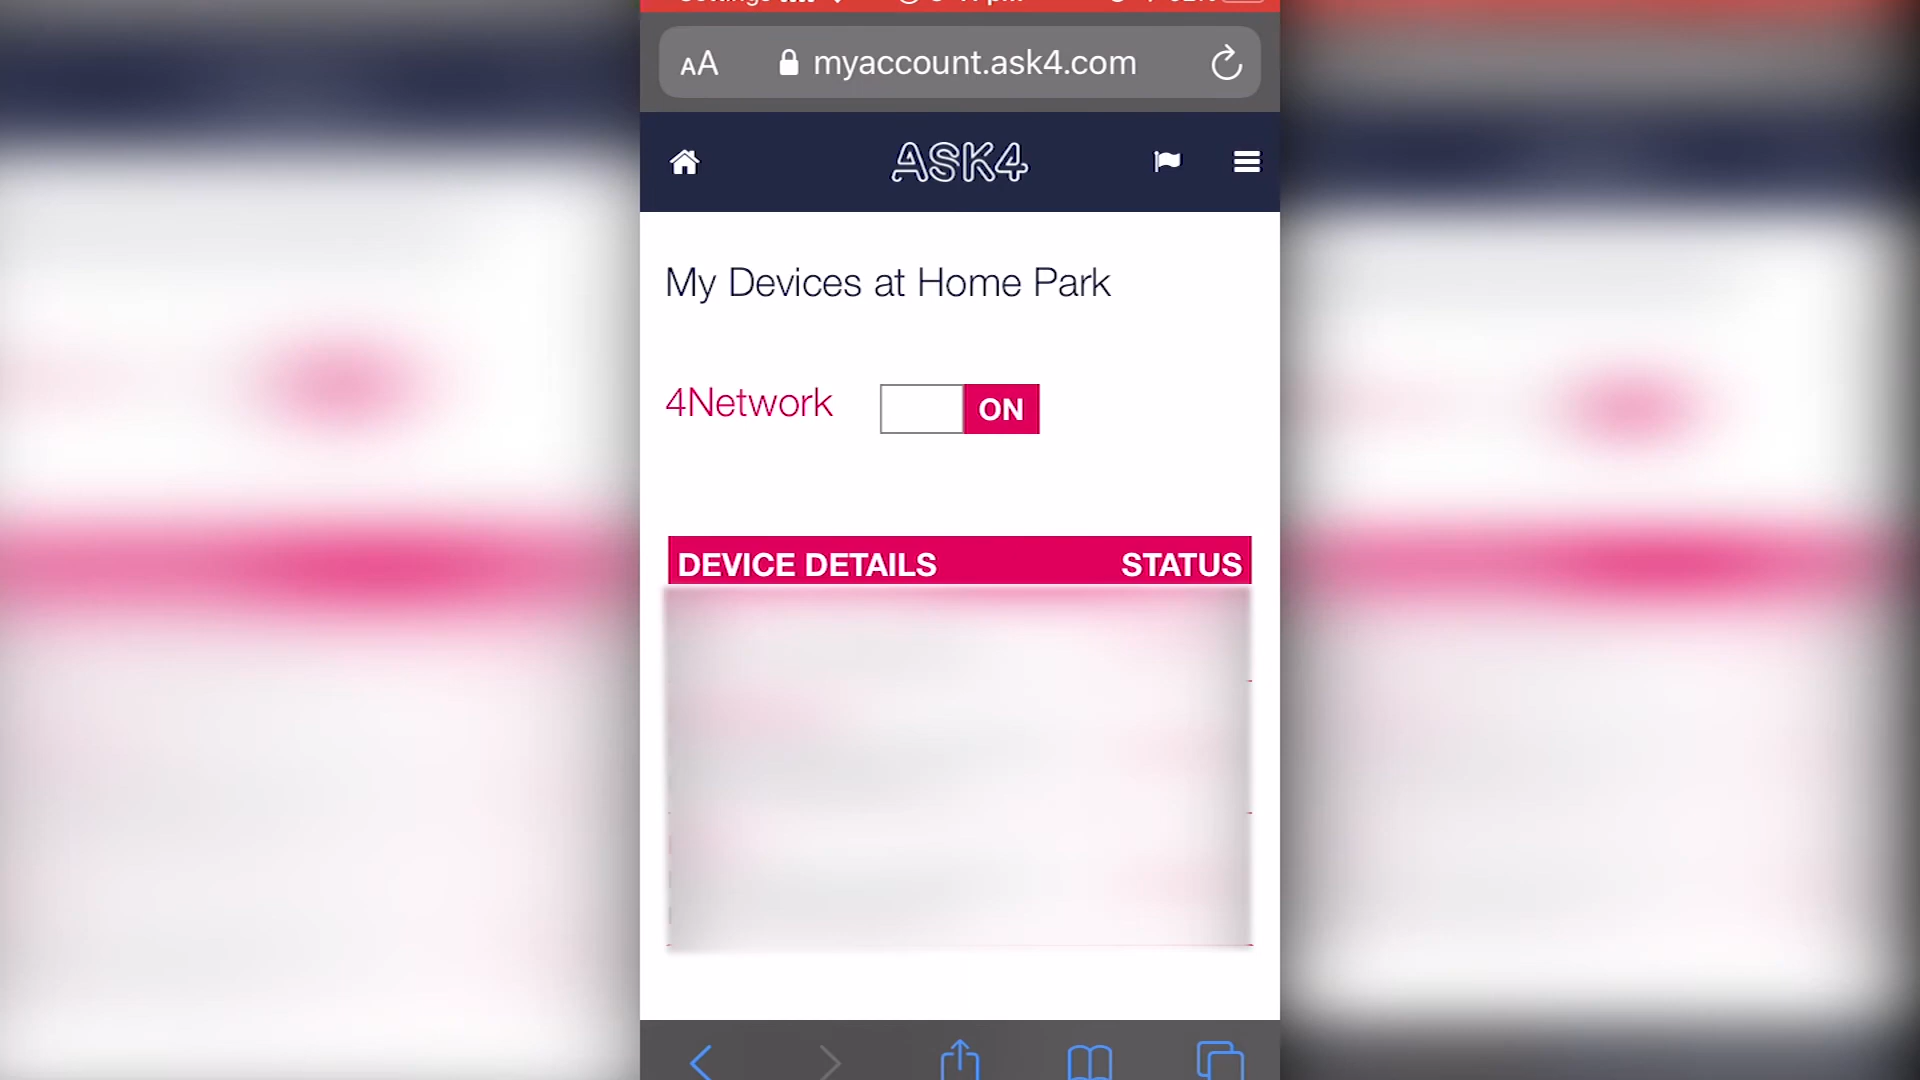 AA myaccount.ask4.com
ASK4
My Devices at Home Park
4Network ON
DEVICE DETAILS STATUS